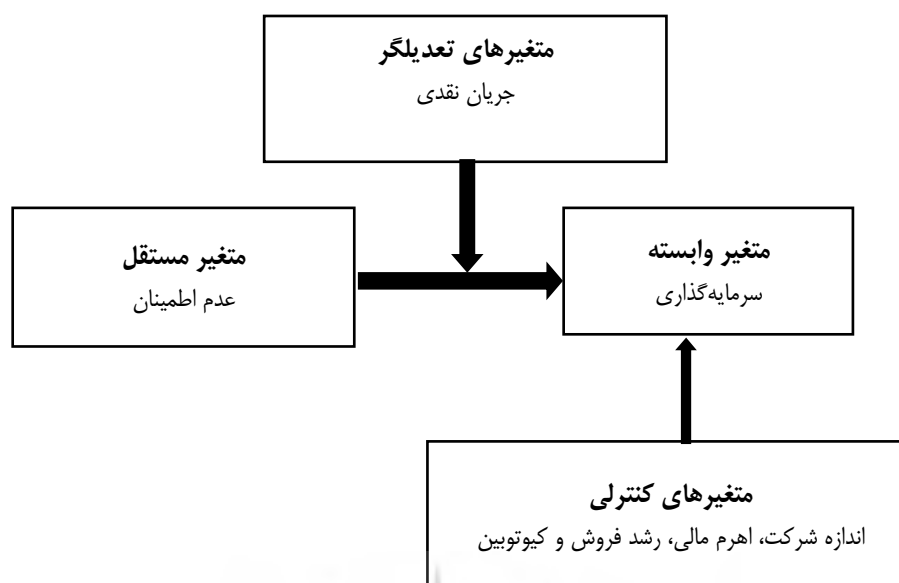 متغیرهای تعدیلگر
جریان نقدی
متغیر وابسته
سرمایه‌گذاری
متغیر مستقل
عدم اطمینان
متغیرهای کنترلی
اندازه شرکت، اهرم مالی، رشد فروش و کیوتوبین